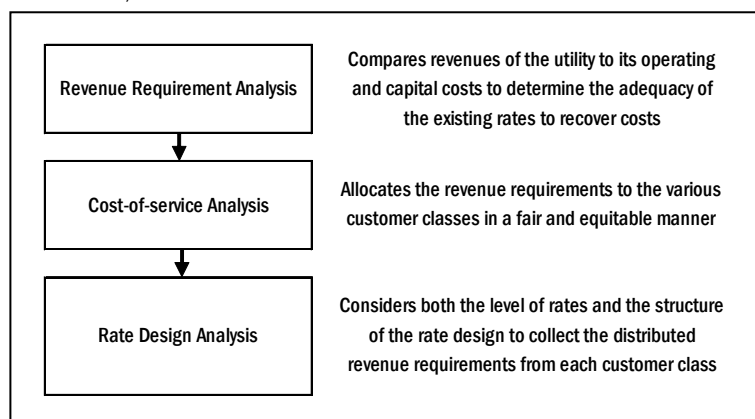 Revenue Requirement Analysis
Compares revenues of the utility to its operating
and capital costs to determine the adequacy of
the existing rates to recover costs
Cost-of-service Analysis
Allocates the revenue requirements to the various
customer classes in a fair and equitable manner
Rate Design Analysis
Considers both the level of rates and the structure
of the rate design to collect the distributed
revenue requirements from each customer class